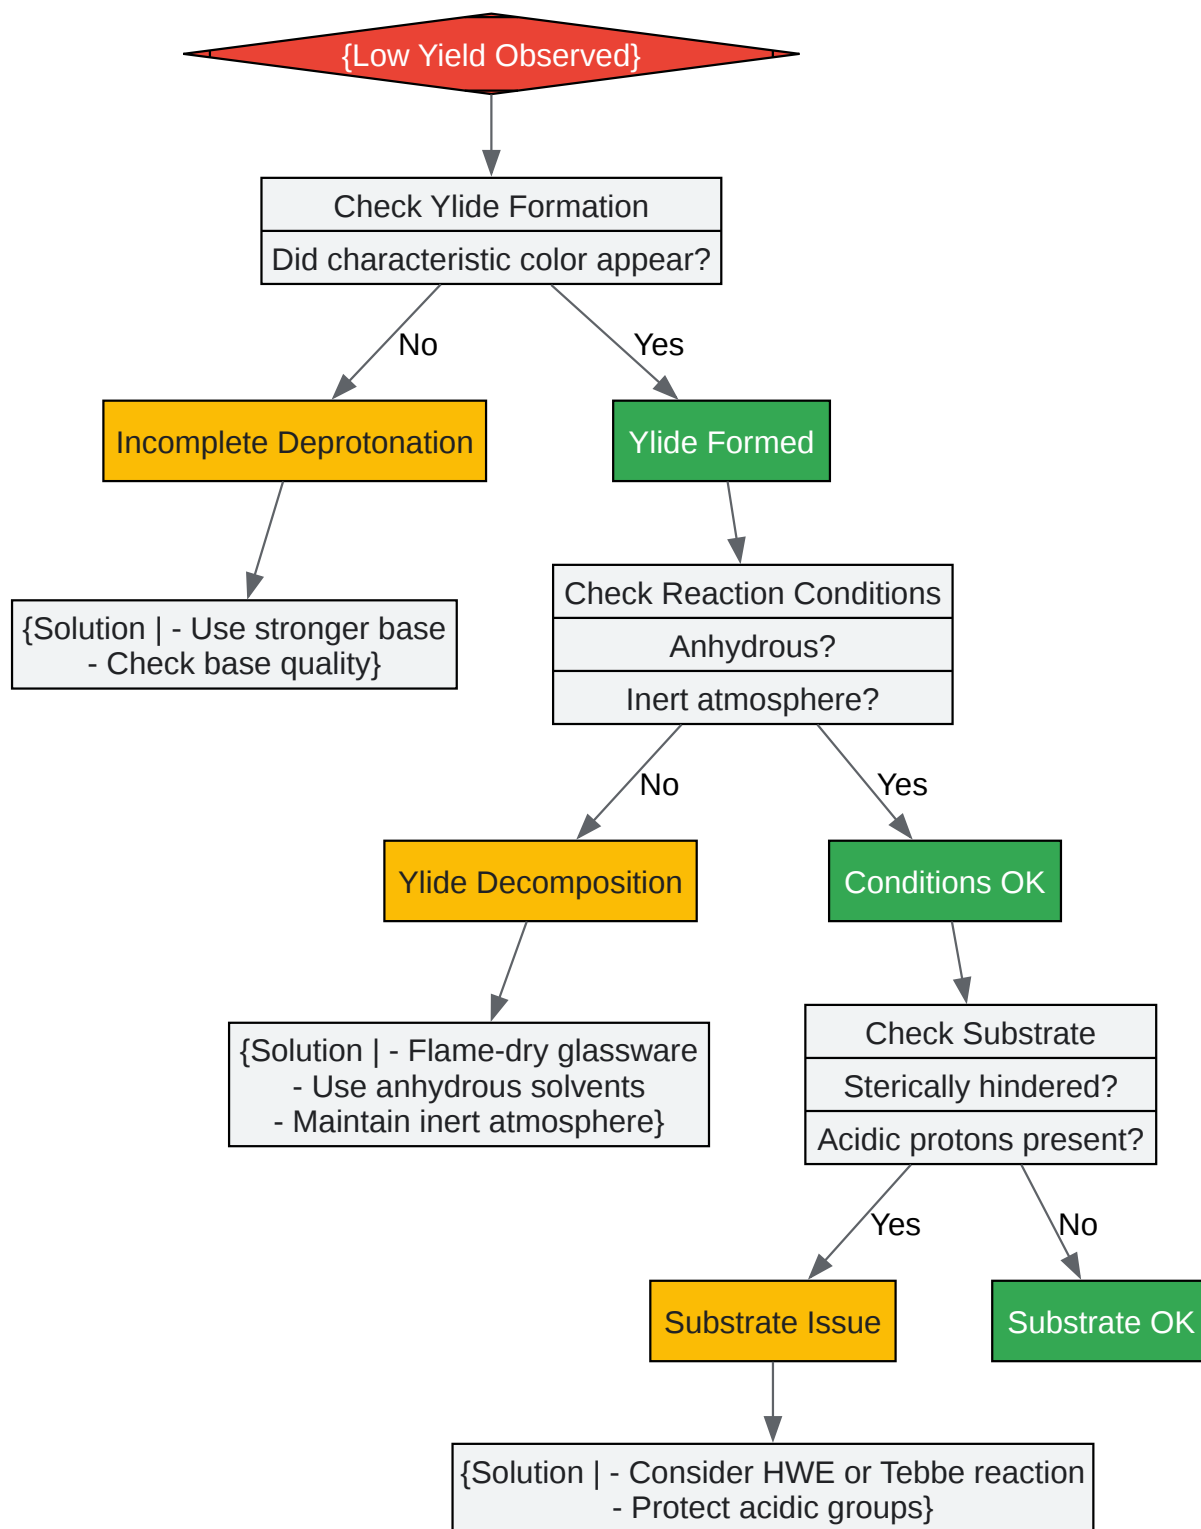 {Low Yield Observed}
Check Ylide Formation
Did characteristic color appear?
No
Yes
Incomplete Deprotonation
Ylide Formed
{Solution | - Use stronger base
- Check base quality}
Check Reaction Conditions
Anhydrous?
Inert atmosphere?
No
Yes
Ylide Decomposition
Conditions OK
{Solution | - Flame-dry glassware
- Use anhydrous solvents
- Maintain inert atmosphere}
Check Substrate
Sterically hindered?
Acidic protons present?
Yes
No
Substrate Issue
Substrate OK
{Solution | - Consider HWE or Tebbe reaction
- Protect acidic groups}